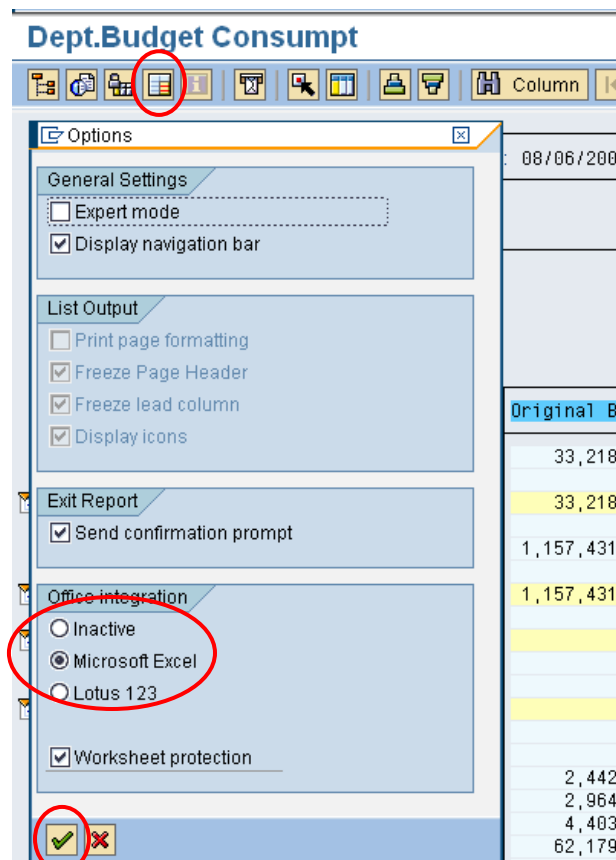 Dept.Budget Consumpt
Column
Options
: 08/06/200
General Settings
Expert mode
Display navigation bar
List Output
Print page formatting
Freeze Page Header
Freeze lead column
Display icons
Original B
33,218
Exit Report
33,218
Send confirmation prompt
1,157,431
Office integration
1,157,431
Inactive
Microsoft Excel
Lotus 123
Worksheet protection
2,442
2,964
4,403
62,179